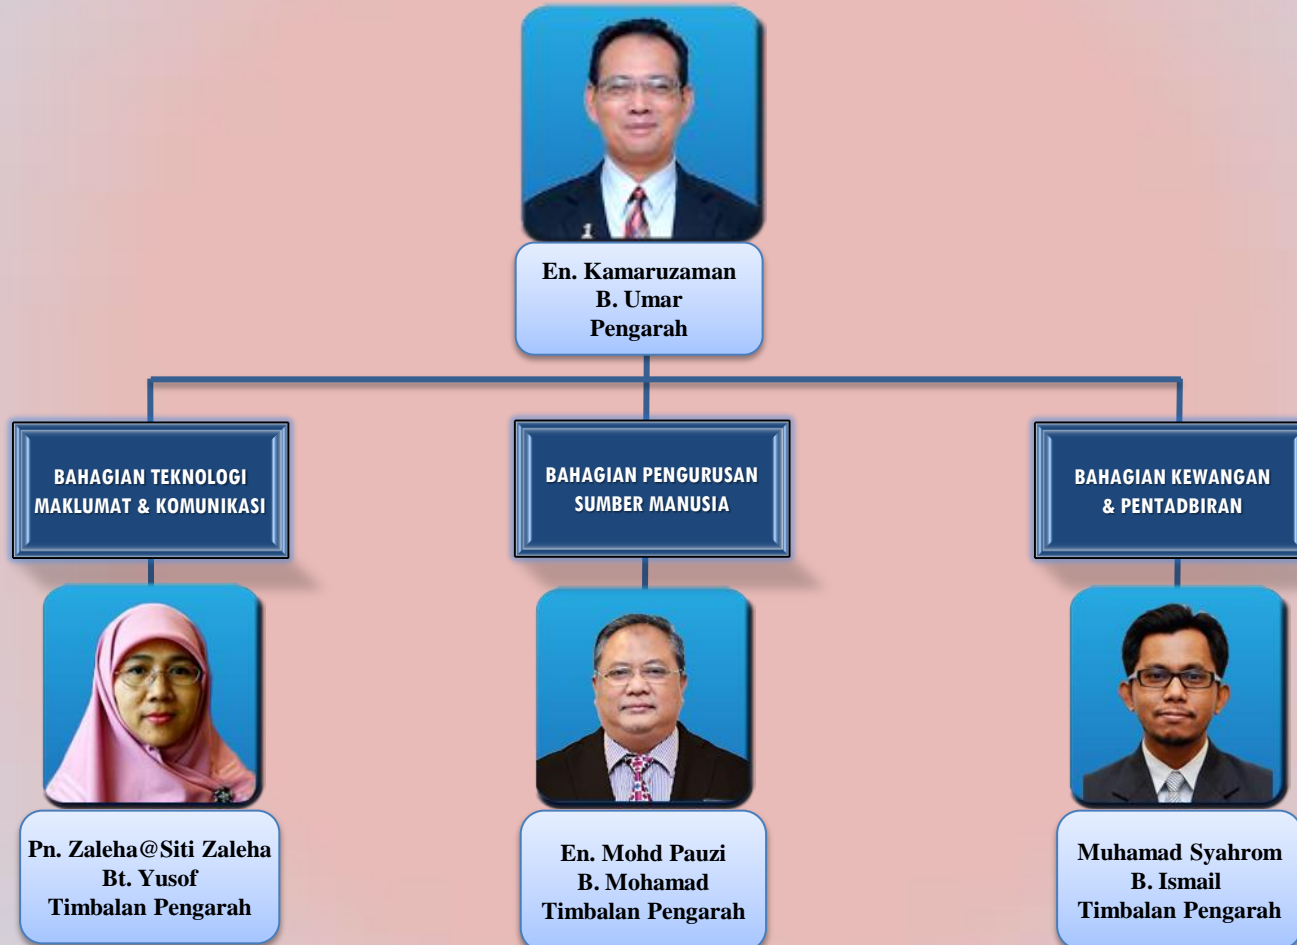 En. Kamaruzaman
B. Umar
Pengarah
BAHAGIAN TEKNOLOGI
MAKLUMAT & KOMUNIKASI
BAHAGIAN PENGURUSAN
SUMBER MANUSIA
BAHAGIAN KEWANGAN
& PENTADBIRAN
Pn. Zaleha@Siti Zaleha
Bt. Yusof
Timbalan Pengarah
En. Mohd Pauzi
B. Mohamad
Timbalan Pengarah
Muhamad Syahrom
B. Ismail
Timbalan Pengarah